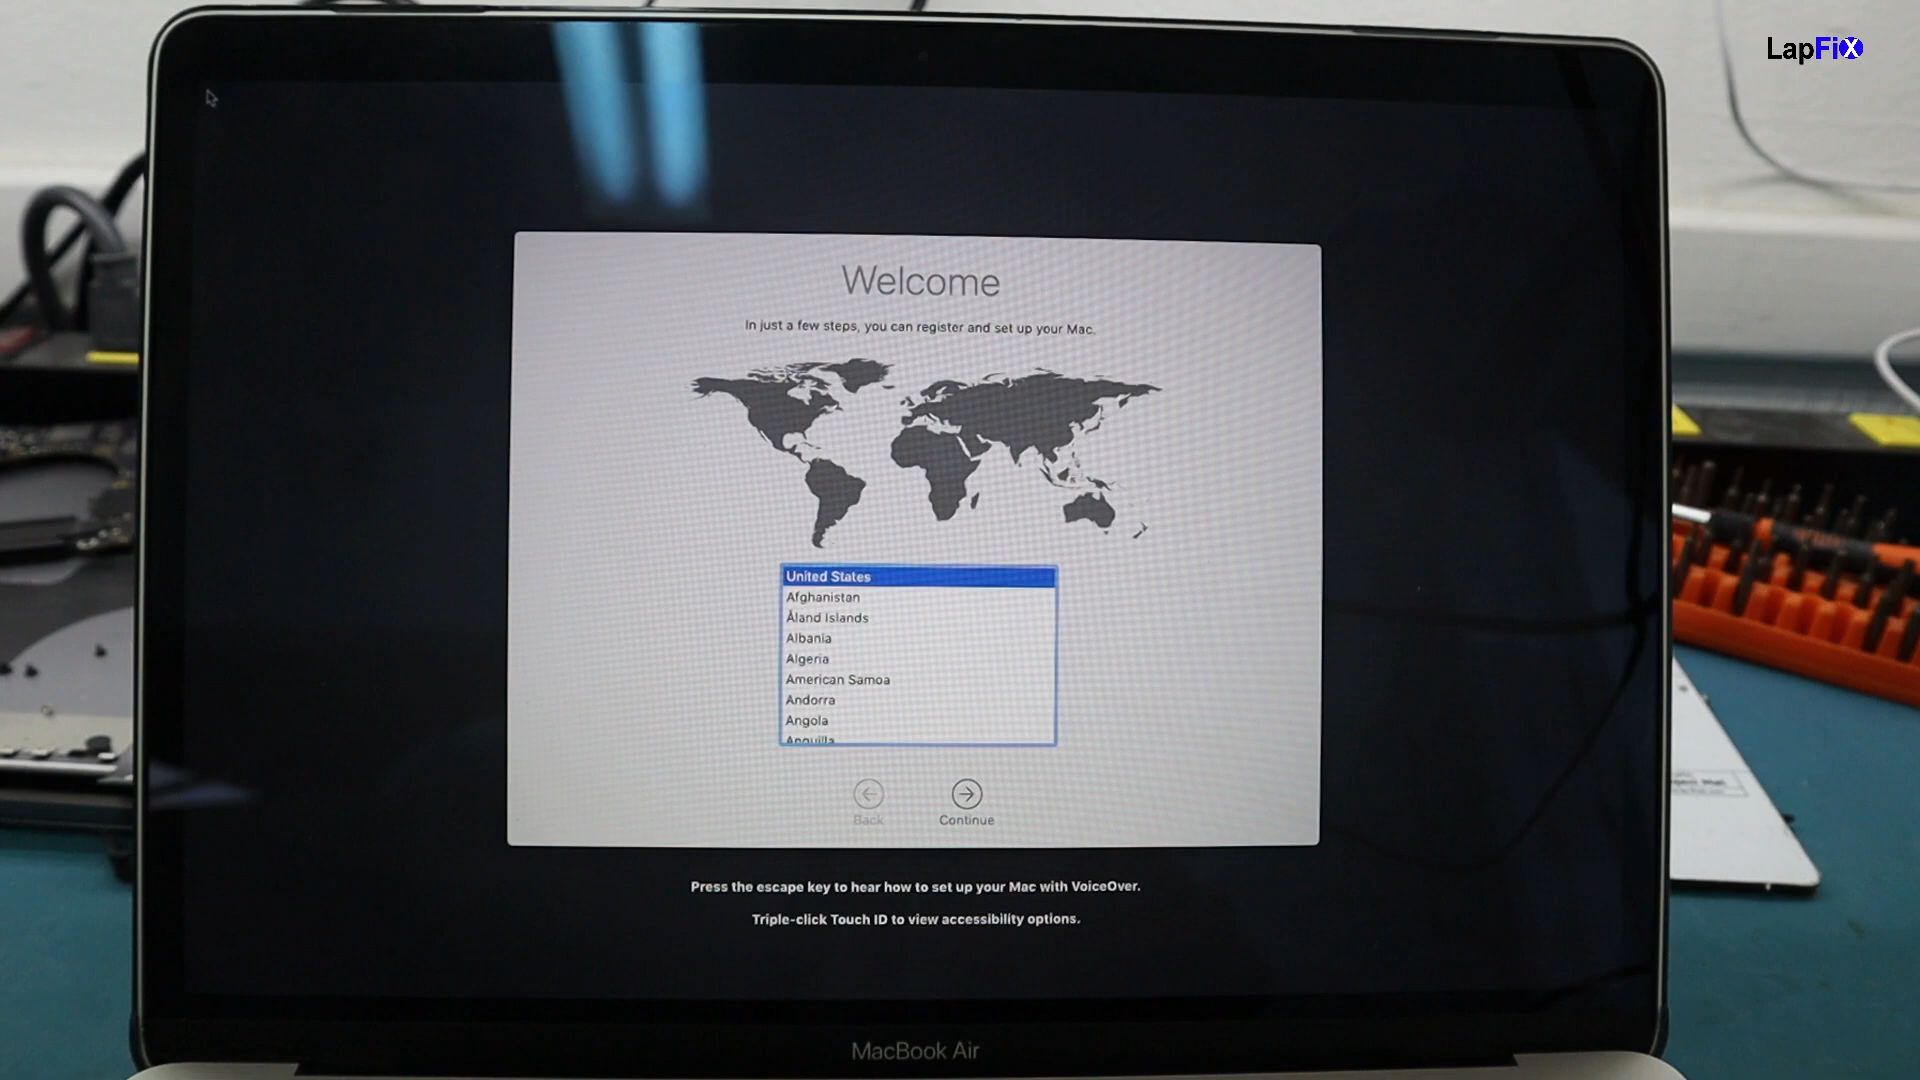 LapFix
Welcome
In just a few steps, you can register and set up your Mac.
United States
Afghanistan
Åland Islands
Albania
Algeria
American Samoa
Andorra
Angola
Anguilla
Back
Continue
Press the escape key to hear how to set up your Mac with VoiceOver.
Triple-click Touch ID to view accessibility options.
MacBook Air